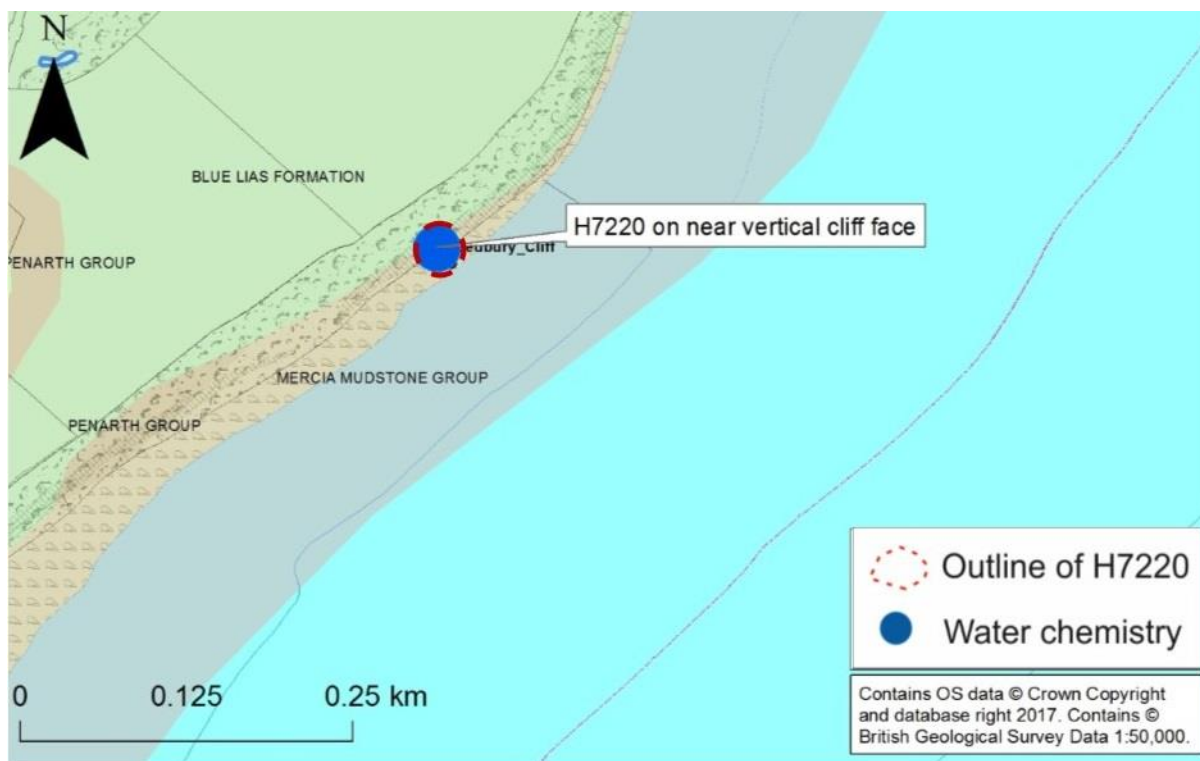 N
BLUE LIAS FORMATION
H7220 on near vertical cliff face
PENARTH GROUP
MERCIA MUDSTONE GROUP
PENARTH GROUP
0 0.125 0.25 km
Outline of H7220
Water chemistry
Contains OS data © Crown Copyright
and database right 2017. Contains ©
British Geological Survey Data 1:50,000.